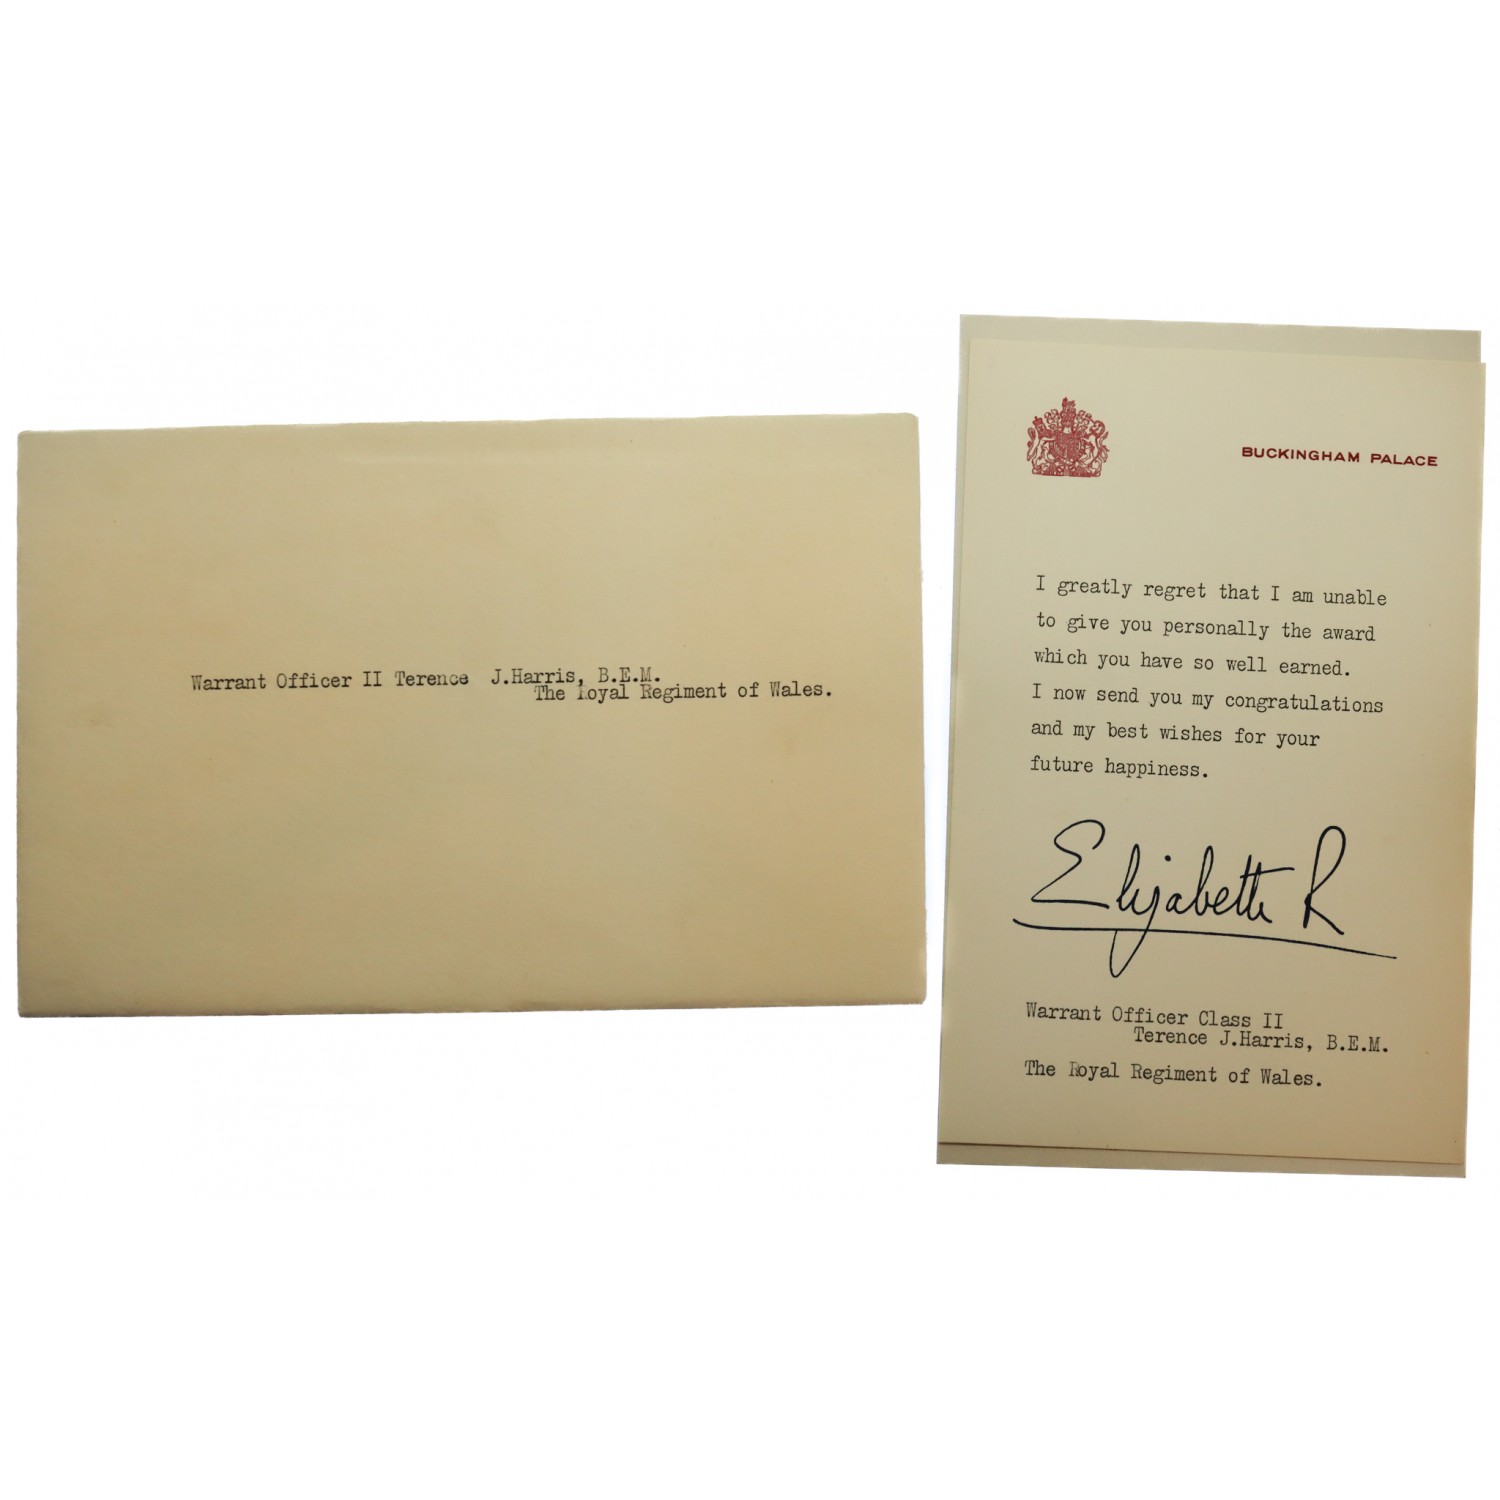 Warrant Officer II Terence J.Harris, B.E.M.
The Royal Regiment of Wales.
BUCKINGHAM PALACE
I greatly regret that I am unable
to give you personally the award
which you have so well earned.
I now send you my congratulations
and my best wishes for your
future happiness.
Elizabeth R
Warrant Officer Class II
Terence J.Harris, B.E.M.
The Royal Regiment of Wales.